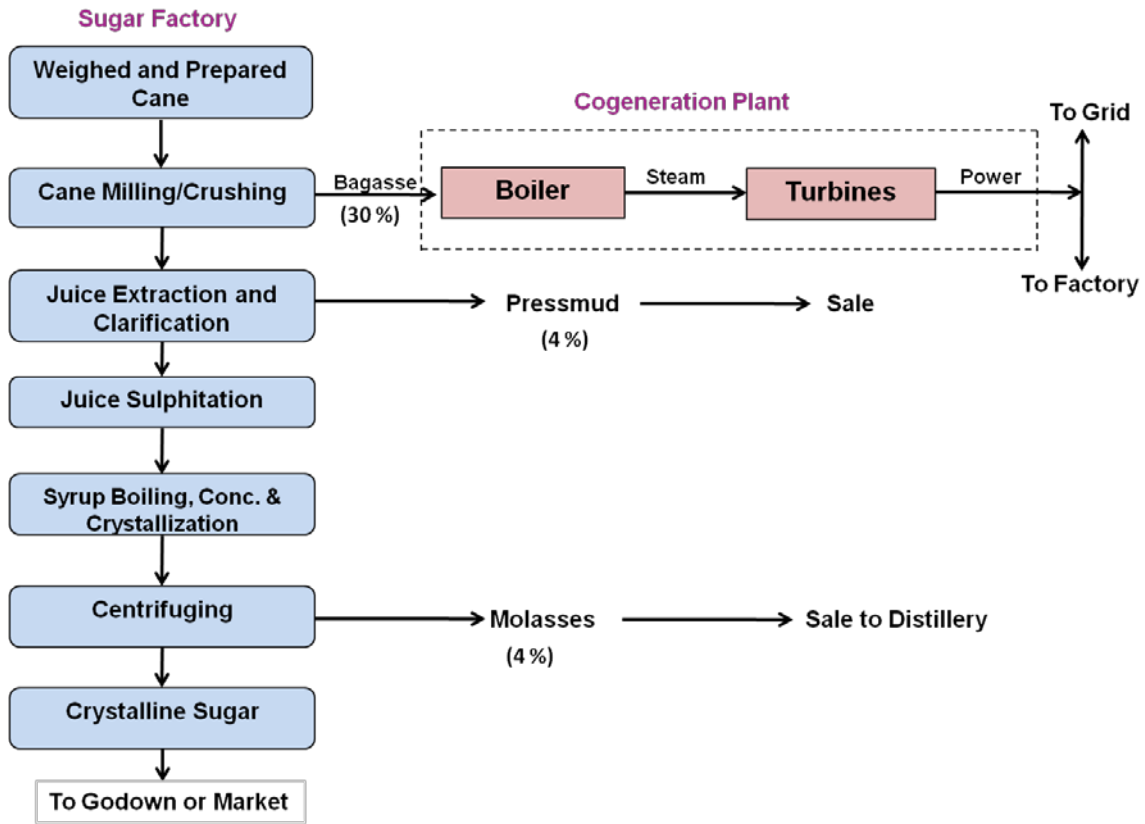 Sugar Factory
Weighed and Prepared
Cane
Cogeneration Plant
To Grid
Cane Milling/Crushing
Bagasse
(30 %)
Boiler
Steam
Turbines
Power
To Factory
Juice Extraction and
Clarification
Pressmud
(4 %)
Sale
Juice Sulphitation
Syrup Boiling, Conc. &
Crystallization
Centrifuging
Molasses
(4 %)
Sale to Distillery
Crystalline Sugar
To Godown or Market